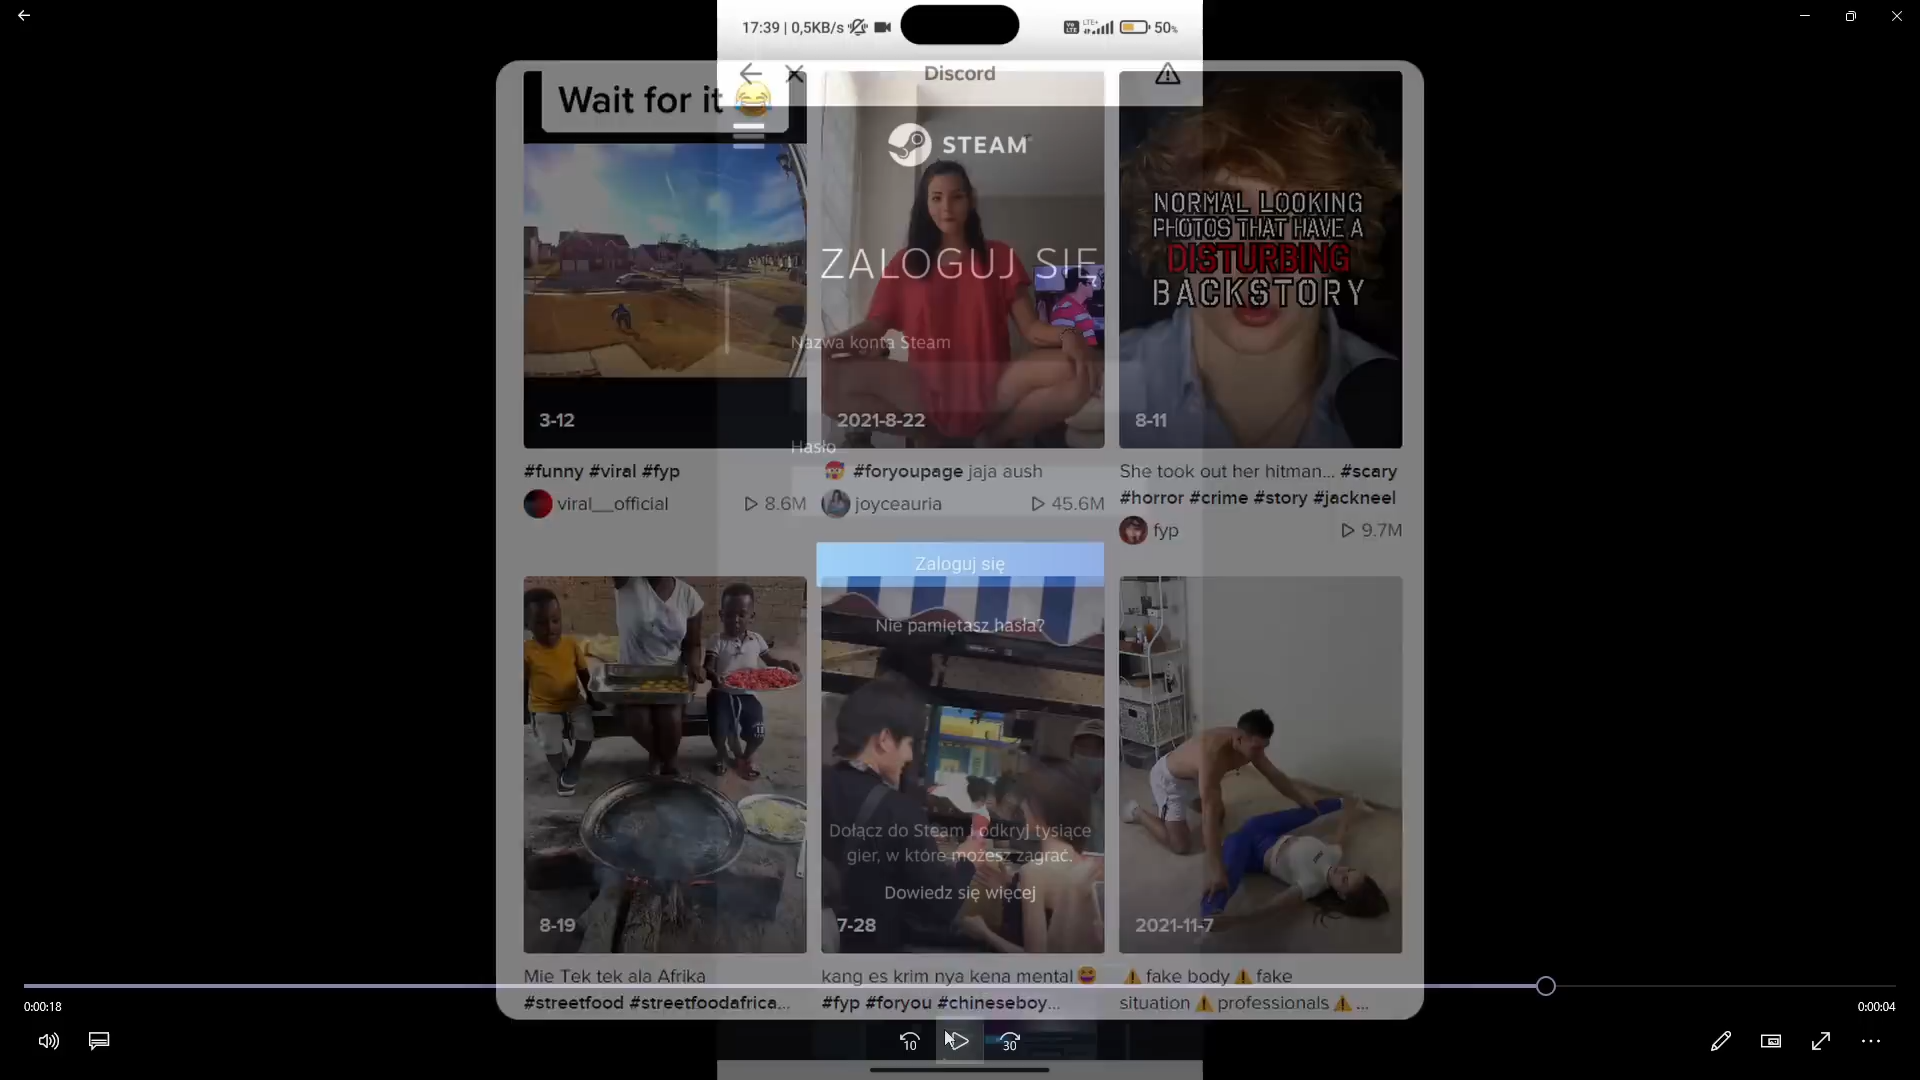 17:39 | 0,5KB/s
LTE+
50%
Discord
Wait for it 😂
STEAM
ZALOGUJ SIĘ
NORMAL LOOKING
PHOTOS THAT HAVE A
DISTURBING
BACKSTORY
Nazwa konta Steam
3-12
2021-8-22
8-11
Hasło
#funny #viral #fyp
viral__official
8.6M
🥰 #foryoupage jaja aush
joyceauria
45.6M
She took out her hitman... #scary
#horror #crime #story #jackneel
fyp
9.7M
Zaloguj się
Nie pamiętasz hasła?
Dołącz do Steam i odkryj tysiące
gier, w które możesz zagrać.
Dowiedz się więcej
8-19
7-28
2021-11-7
Mie Tek tek ala Afrika
#streetfood #streetfoodafrica...
kang es krim nya kena mental 😆
#fyp #foryou #chineseboy...
⚠️ fake body ⚠️ fake
situation ⚠️ professionals ⚠️ ...
0:00:18
0:00:04
10
30